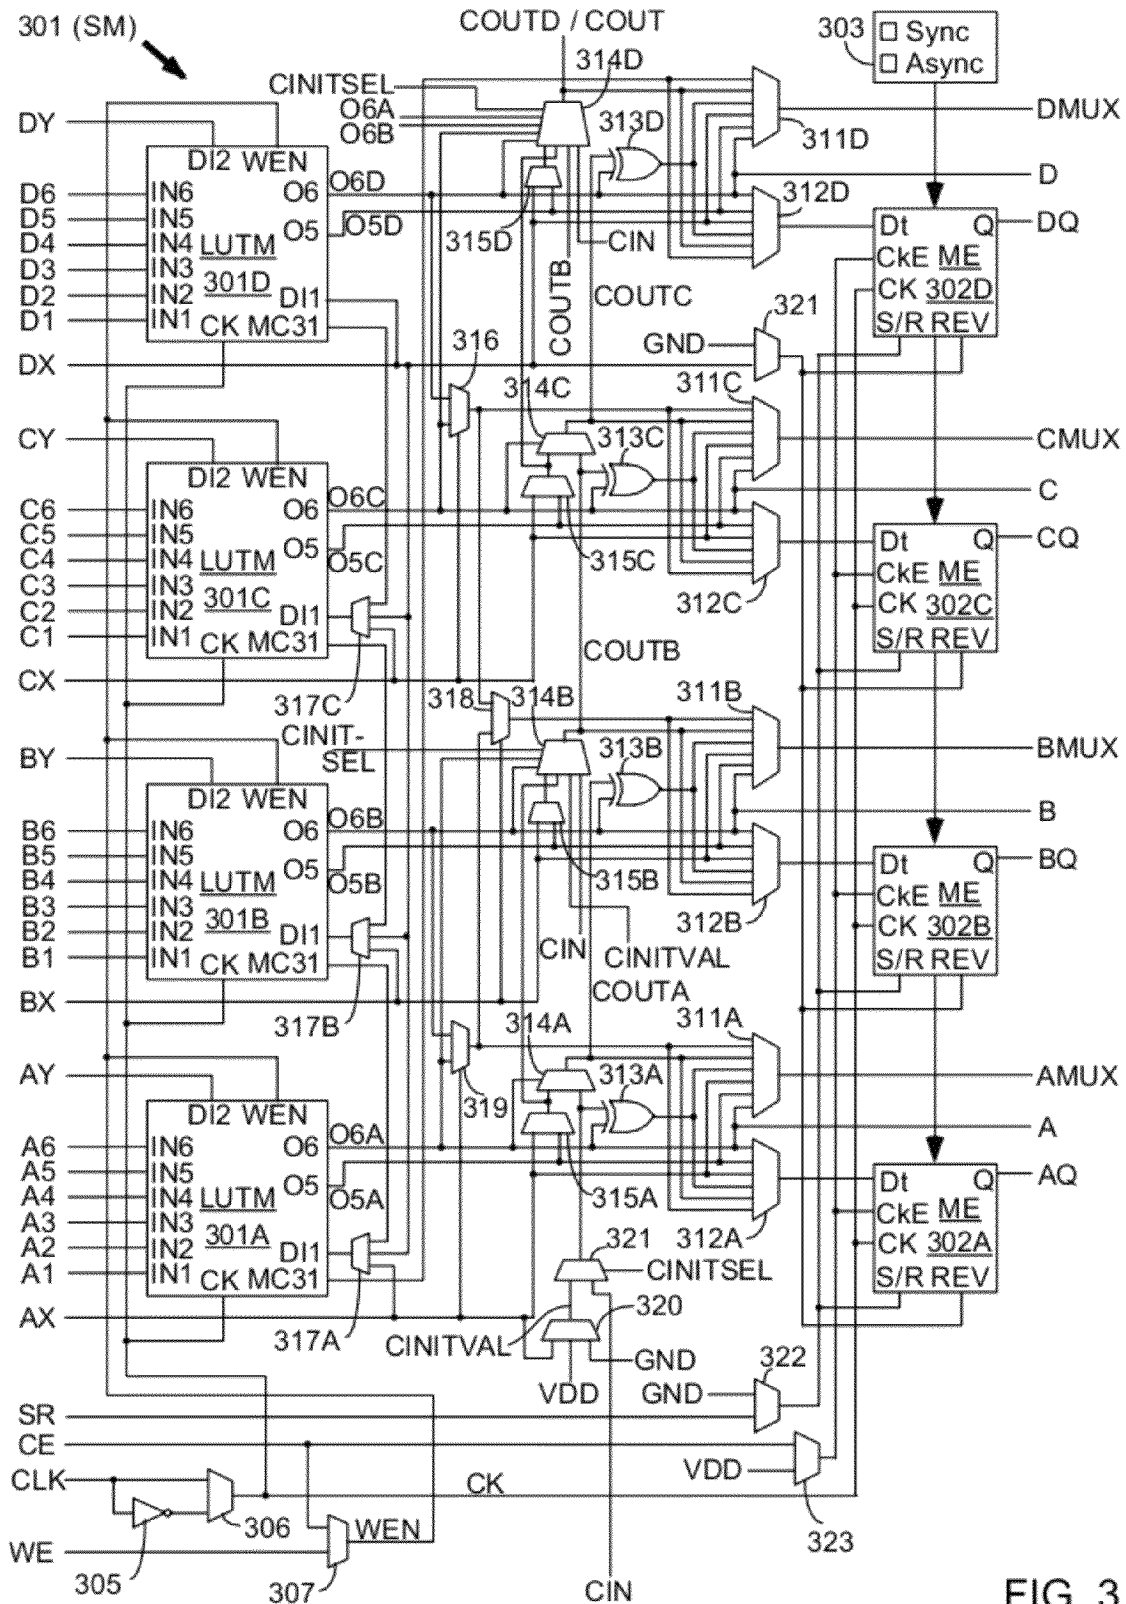 301 (SM)
COUTD / COUT
314D
303
Sync
Async
CINITSEL
O6A
O6B
313D
DMUX
311D
DY
DI2 WEN
D6
D5
D4
D3
D2
D1
IN6
IN5
IN4
IN3
IN2
IN1
LUTM
301D
O6
O5
DI1
CK MC31
O6D
O5D
315D
CIN
COUTB
COUTC
D
312D
Dt
Q
DQ
CkE ME
CK 302D
S/R REV
DX
316
GND
321
314C
311C
CY
DI2 WEN
313C
CMUX
C6
C5
C4
C3
C2
C1
IN6
IN5
IN4
IN3
IN2
IN1
LUTM
301C
O6
O5
DI1
CK MC31
O6C
O5C
315C
C
312C
Dt
Q
CQ
CkE ME
CK 302C
S/R REV
COUTB
CX
317C
318
314B
311B
CINIT-
SEL
BY
DI2 WEN
313B
BMUX
B6
B5
B4
B3
B2
B1
IN6
IN5
IN4
IN3
IN2
IN1
LUTM
301B
O6
O5
DI1
CK MC31
O6B
O5B
315B
B
312B
Dt
Q
BQ
CkE ME
CK 302B
S/R REV
CIN
CINITVAL
COUTA
BX
317B
314A
311A
AY
DI2 WEN
319
313A
AMUX
A6
A5
A4
A3
A2
A1
IN6
IN5
IN4
IN3
IN2
IN1
LUTM
301A
O6
O5
DI1
CK MC31
O6A
O5A
315A
A
312A
Dt
Q
AQ
CkE ME
CK 302A
S/R REV
321
CINITSEL
AX
317A
CINITVAL
320
GND
VDD
GND
322
SR
CE
CLK
VDD
CK
323
306
WEN
WE
305
307
CIN
FIG. 3